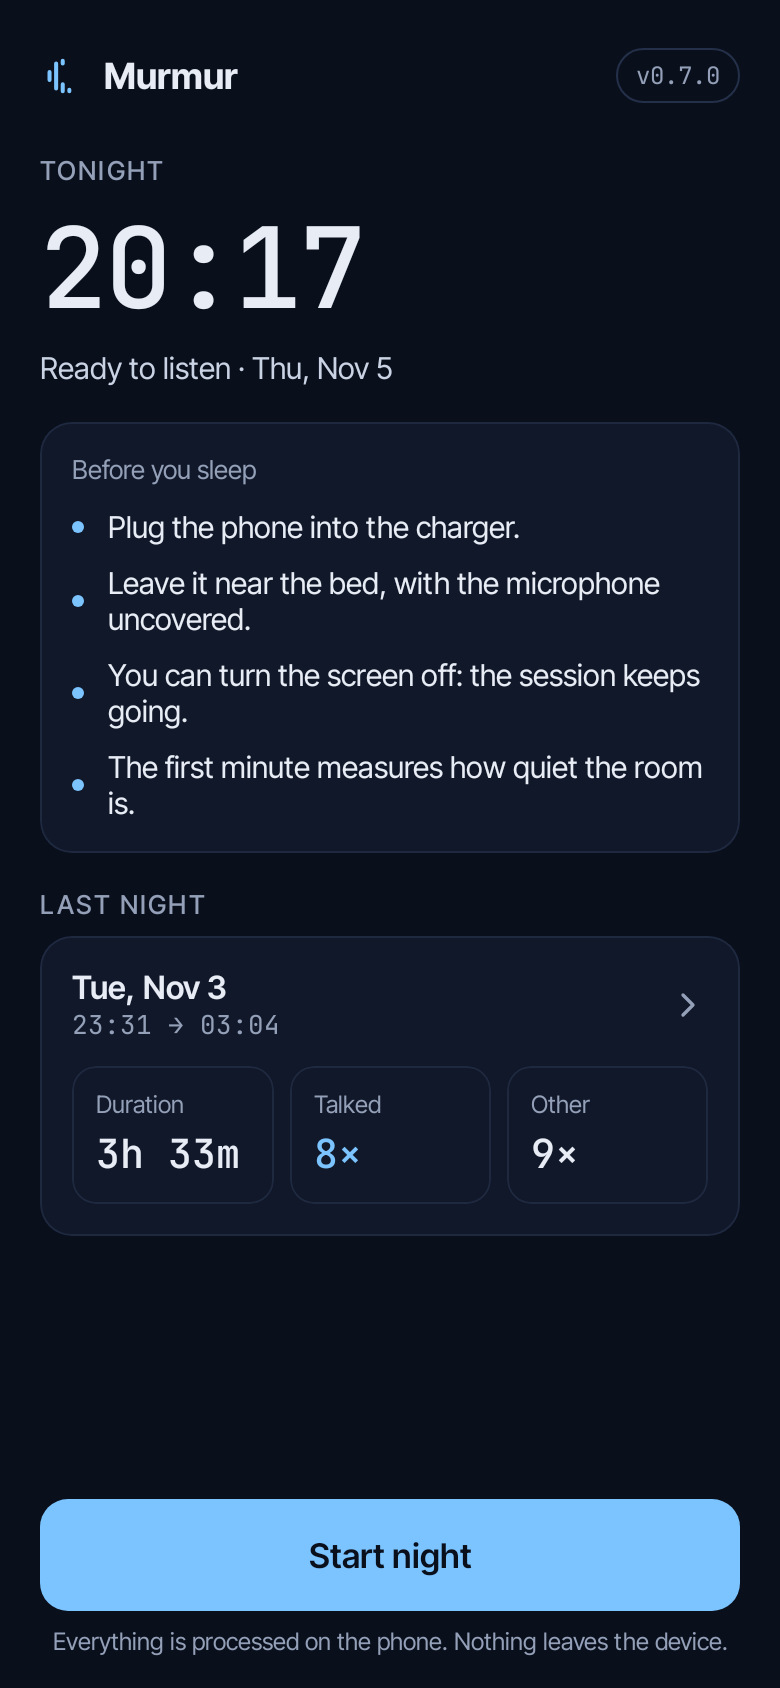 Murmur
v0.7.0
TONIGHT
20:17
Ready to listen · Thu, Nov 5
Before you sleep
Plug the phone into the charger.
Leave it near the bed, with the microphone
uncovered.
You can turn the screen off: the session keeps
going.
The first minute measures how quiet the room
is.
LAST NIGHT
Tue, Nov 3
23:31 → 03:04
Duration
3h 33m
Talked
8×
Other
9×
Start night
Everything is processed on the phone. Nothing leaves the device.